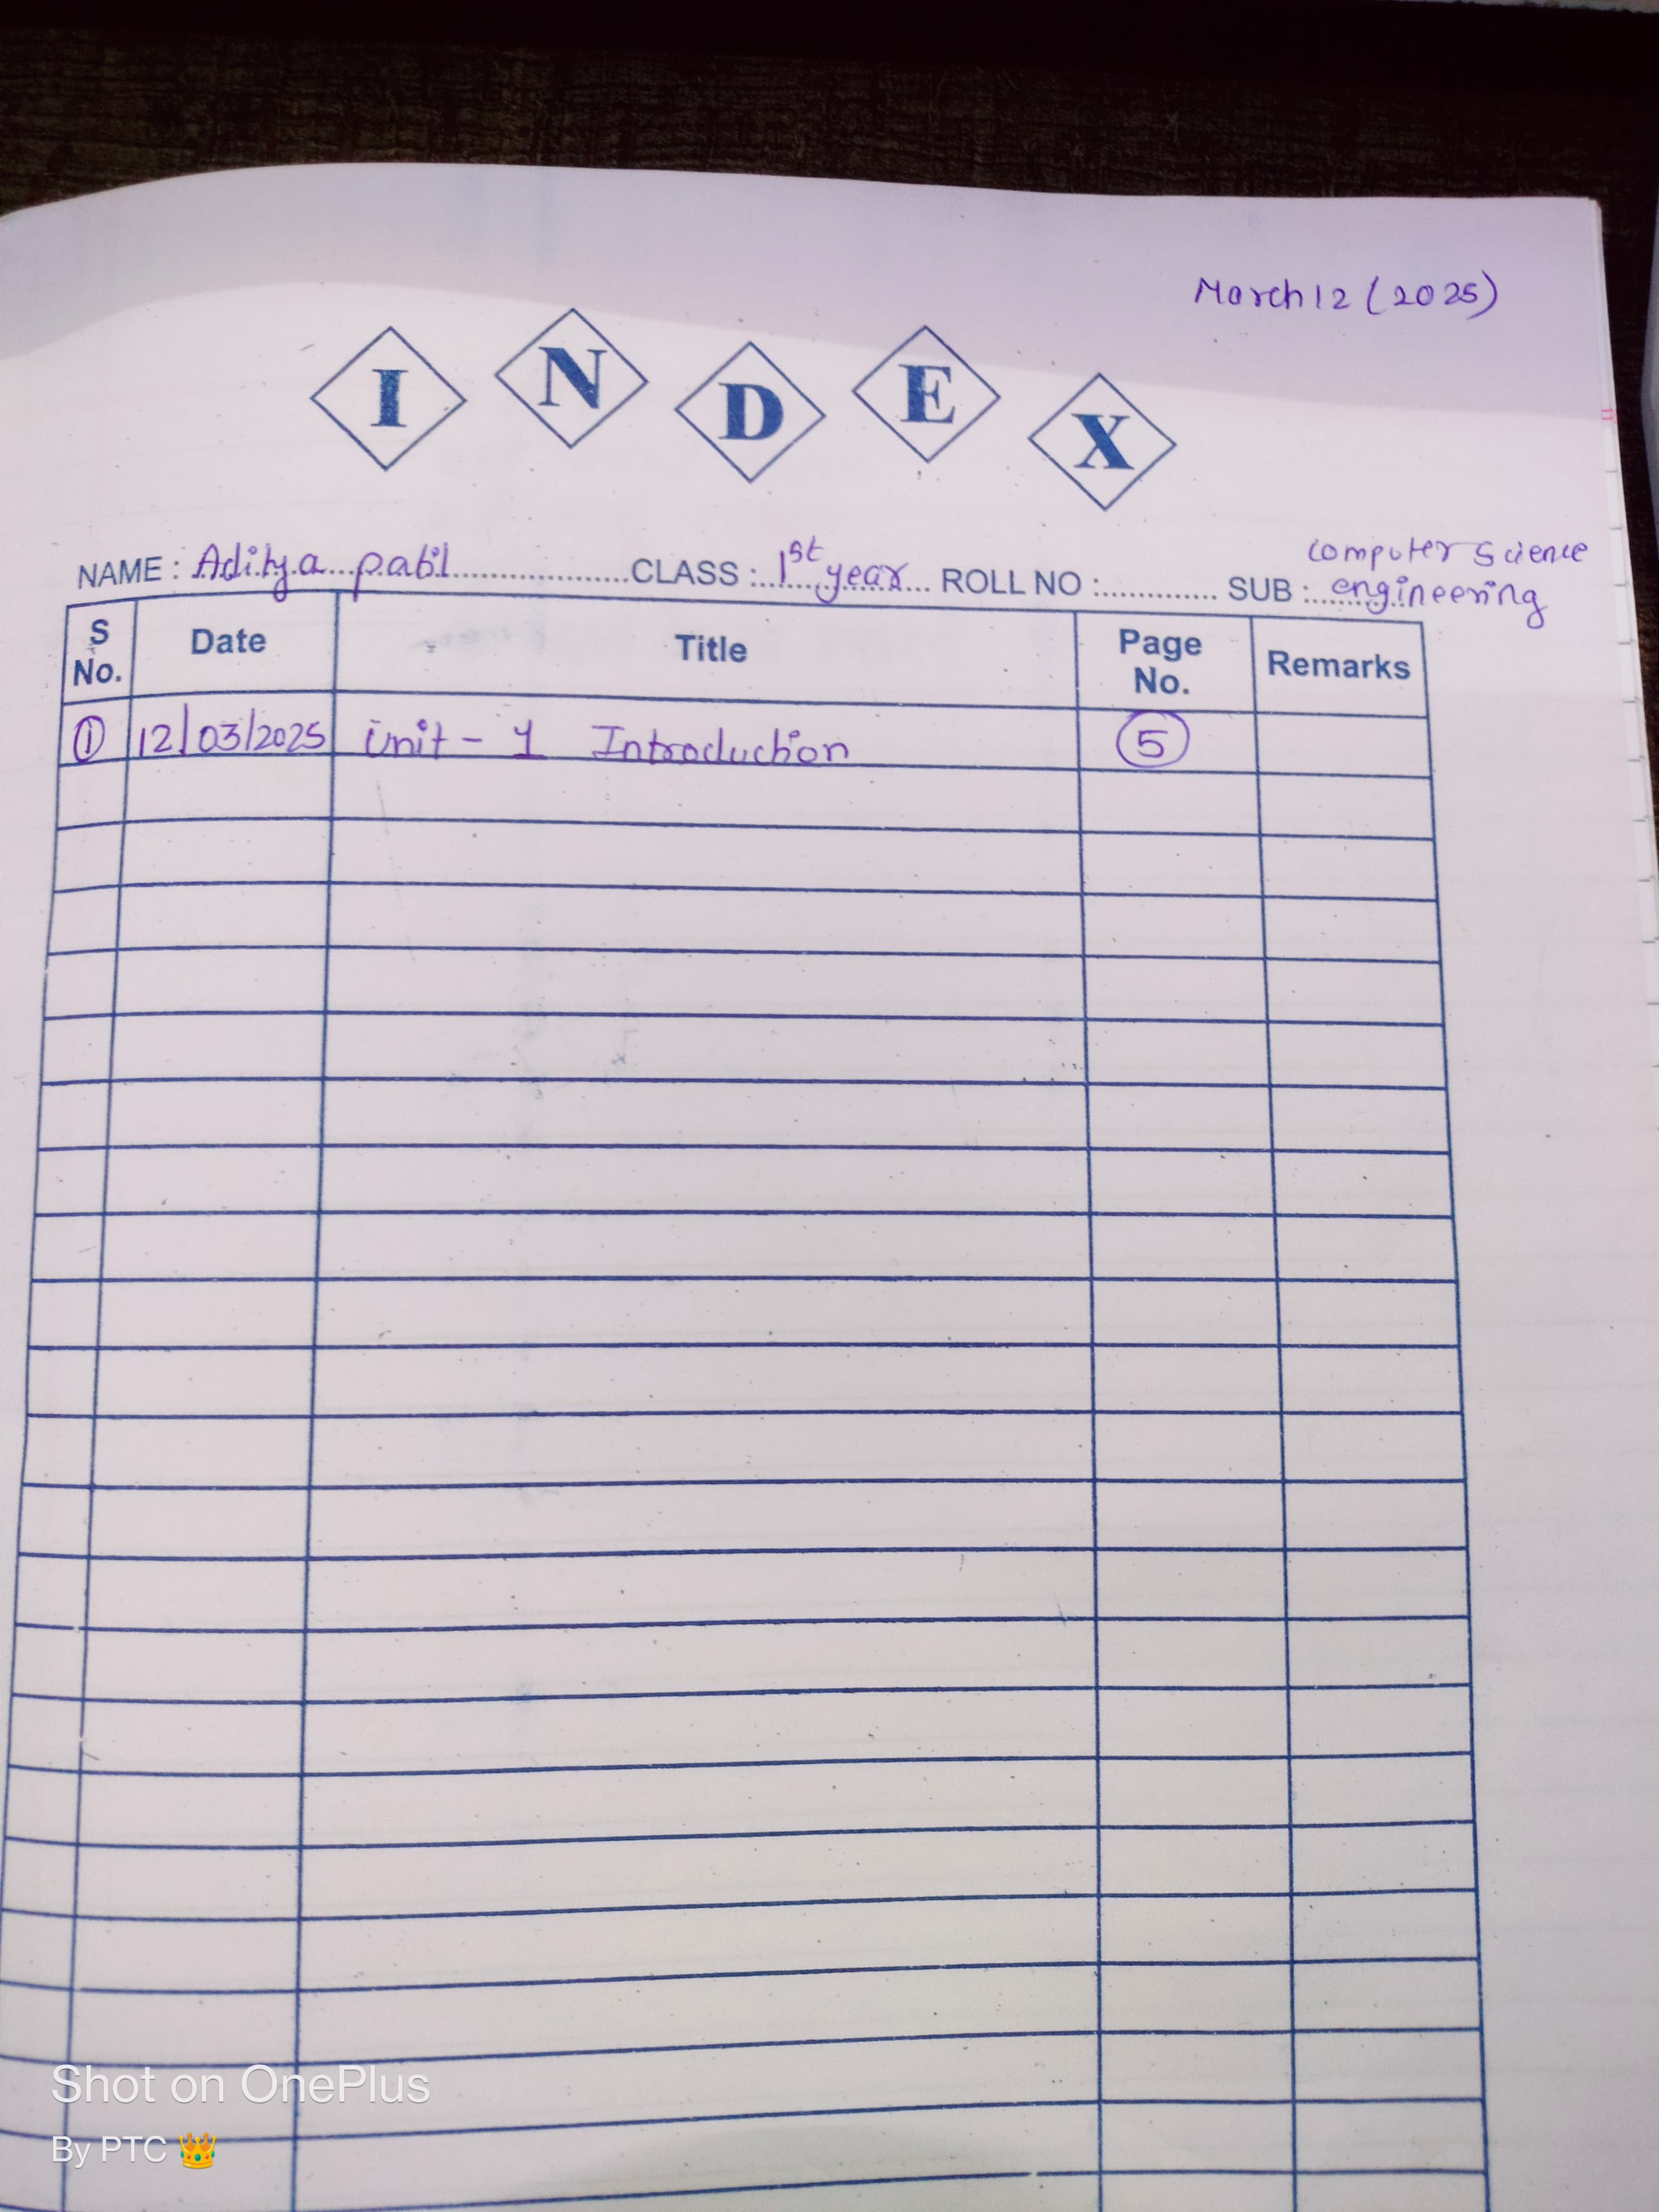 March 12 (2025)
INDEX
NAME : Aditya patil CLASS : 1st year ROLL NO : SUB : Computer Science engineering
S No. Date Title Page No. Remarks
① 12/03/2025 Unit - 1 Introduction 5
Shot on OnePlus
By PTC 👑